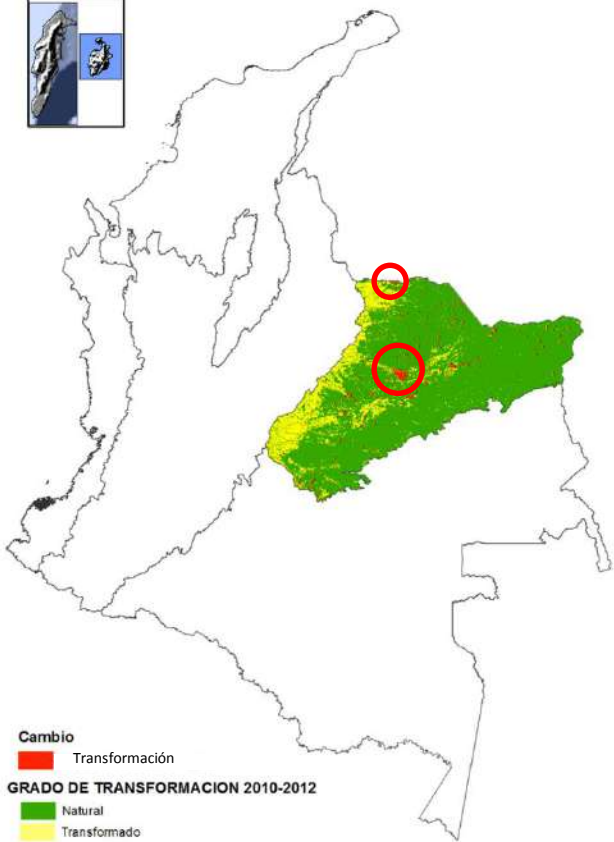 Cambio
Transformación
GRADO DE TRANSFORMACION 2010-2012
Natural
Transformado